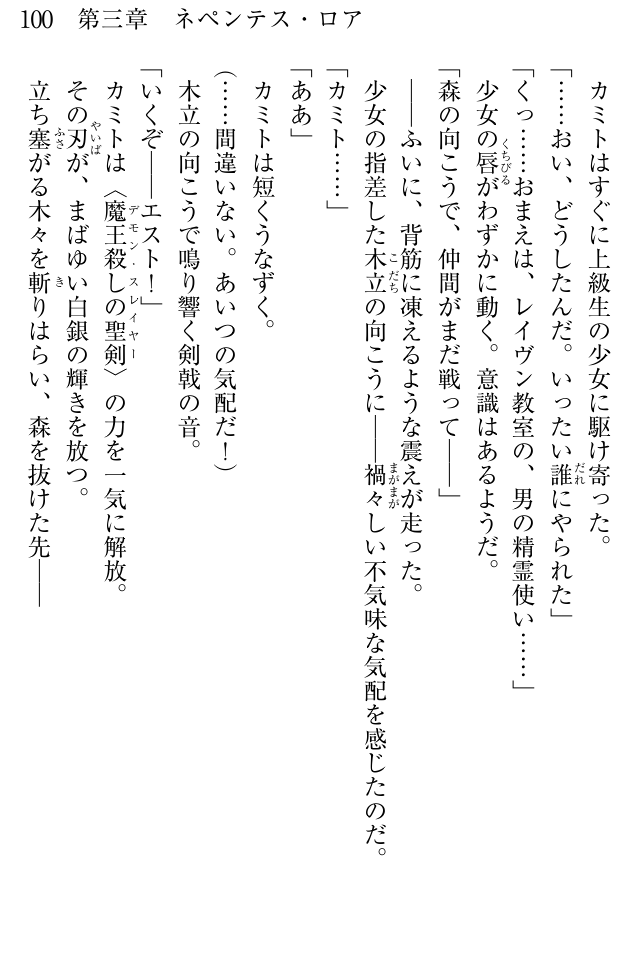 100 第三章 ネペンテス・ロア
カミトはすぐに上級生の少女に駆け寄った。
「……おい、どうしたんだ。いったい誰にやられた」
「くっ……おまえは、レイヴン教室の、男の精霊使い……」
少女の唇がわずかに動く。意識はあるようだ。
「森の向こうで、仲間がまだ戦って――」
――ふいに、背筋に凍えるような震えが走った。
少女の指差した木立の向こうに――禍々しい不気味な気配を感じたのだ。
「カミト……」
「ああ」
カミトは短くうなずく。
(……間違いない。あいつの気配だ!)
木立の向こうで鳴り響く剣戟の音。
「いくぞ――エスト!」
カミトは〈魔王殺しの聖剣〉の力を一気に解放。
その刃が、まばゆい白銀の輝きを放つ。
立ち塞がる木々を斬りはらい、森を抜けた先――